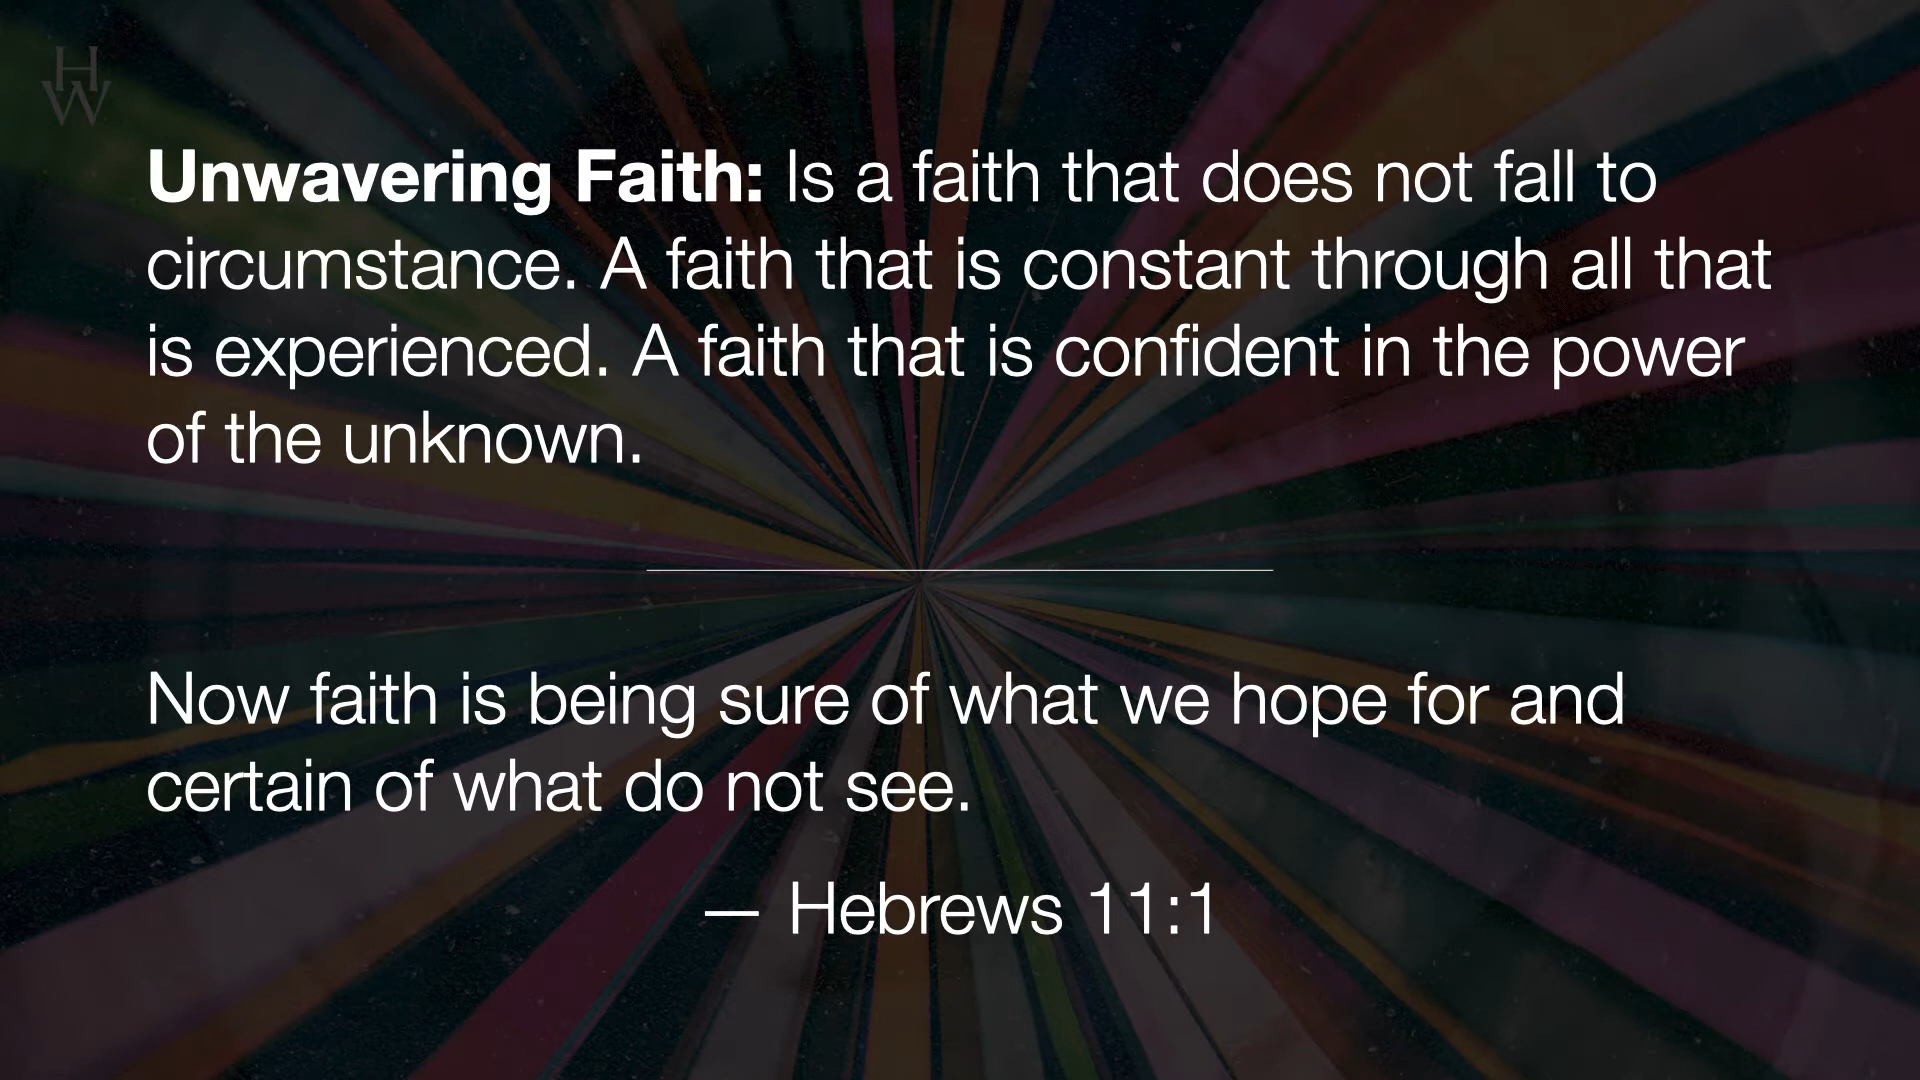 H
W
Unwavering Faith: Is a faith that does not fall to
circumstance. A faith that is constant through all that
is experienced. A faith that is confident in the power
of the unknown.
Now faith is being sure of what we hope for and
certain of what do not see.
— Hebrews 11:1